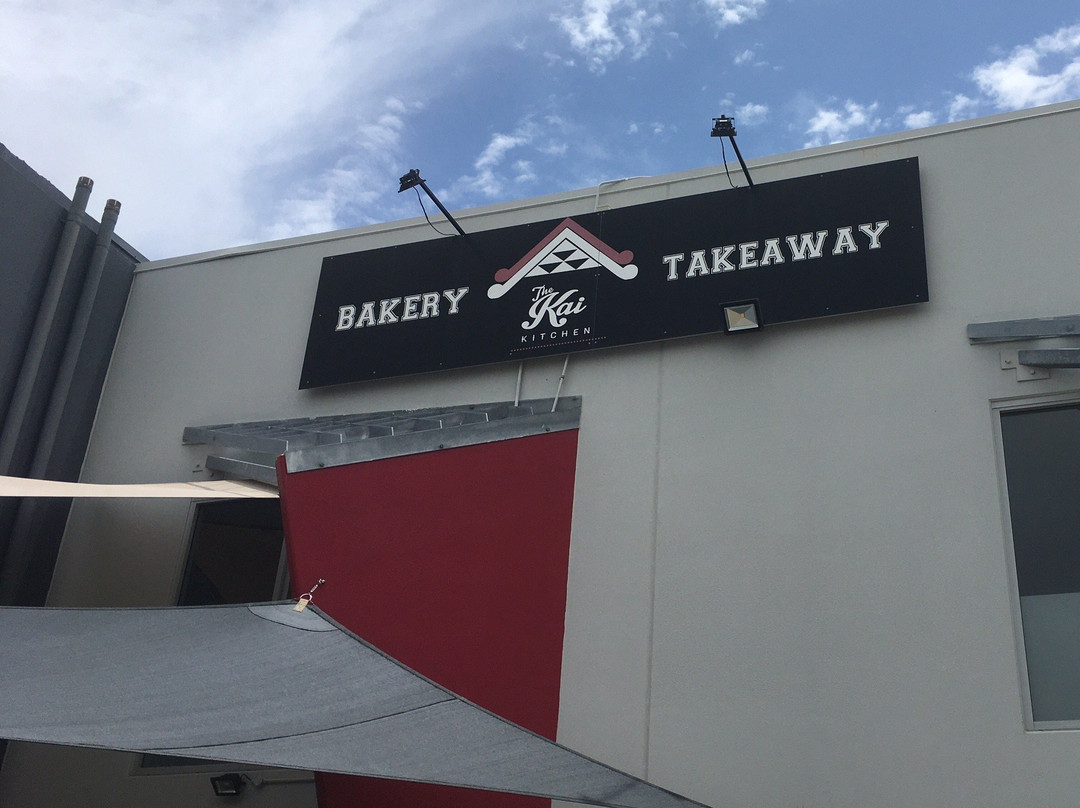 BAKERY
The
Kai
KITCHEN
TAKEAWAY